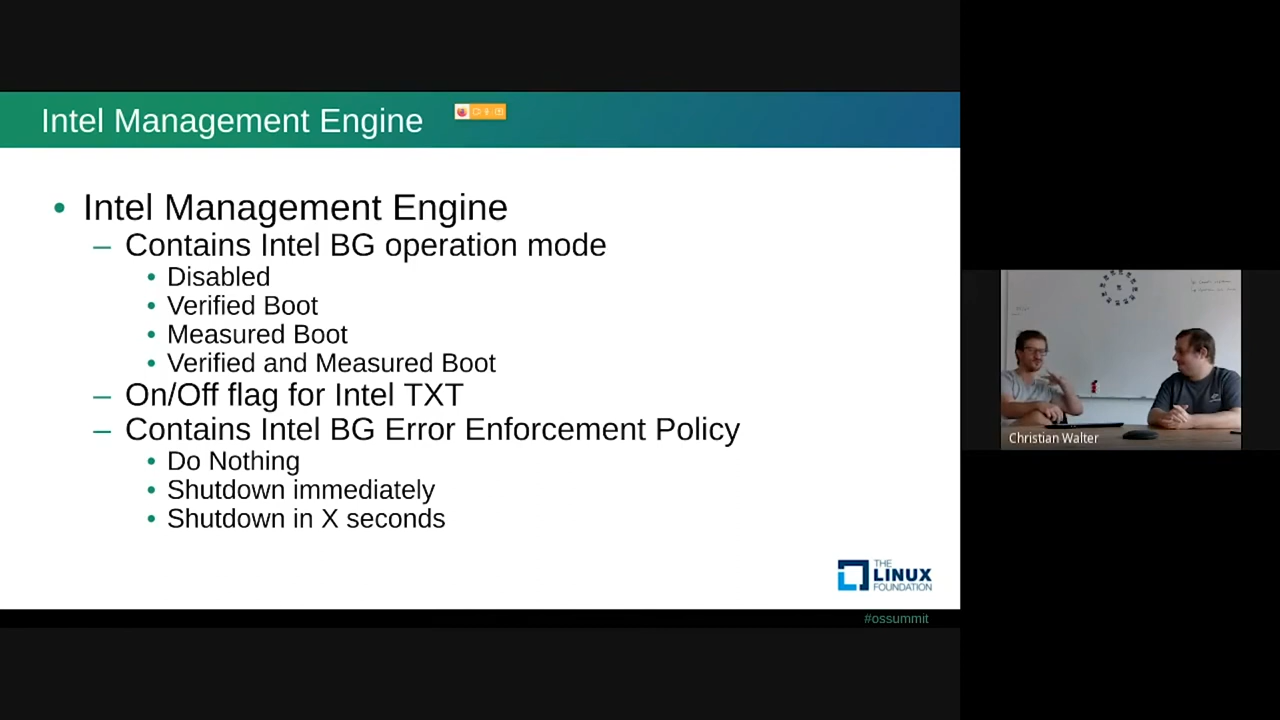 Intel Management Engine
• Intel Management Engine
– Contains Intel BG operation mode
• Disabled
• Verified Boot
• Measured Boot
• Verified and Measured Boot
– On/Off flag for Intel TXT
– Contains Intel BG Error Enforcement Policy
• Do Nothing
• Shutdown immediately
• Shutdown in X seconds
THE
LINUX
FOUNDATION
#ossummit
Christian Walter